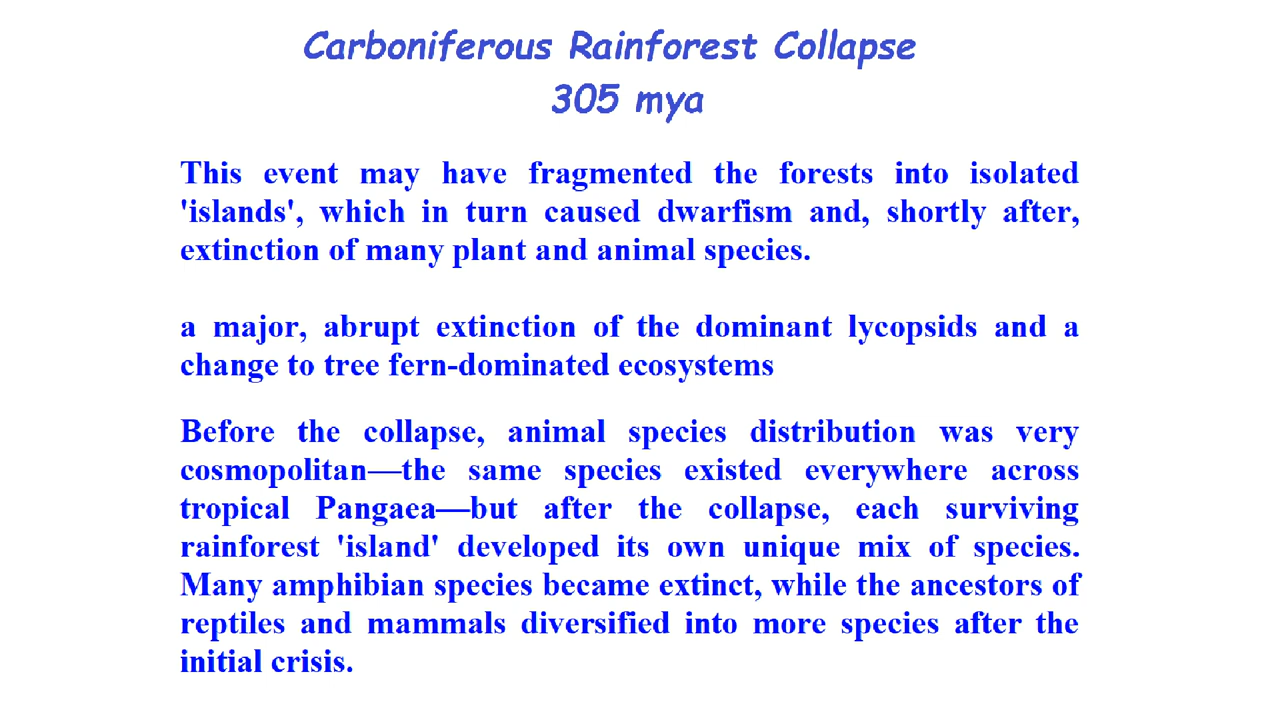 Carboniferous Rainforest Collapse
305 mya
This event may have fragmented the forests into isolated
'islands', which in turn caused dwarfism and, shortly after,
extinction of many plant and animal species.
a major, abrupt extinction of the dominant lycopsids and a
change to tree fern-dominated ecosystems
Before the collapse, animal species distribution was very
cosmopolitan—the same species existed everywhere across
tropical Pangaea—but after the collapse, each surviving
rainforest 'island' developed its own unique mix of species.
Many amphibian species became extinct, while the ancestors of
reptiles and mammals diversified into more species after the
initial crisis.